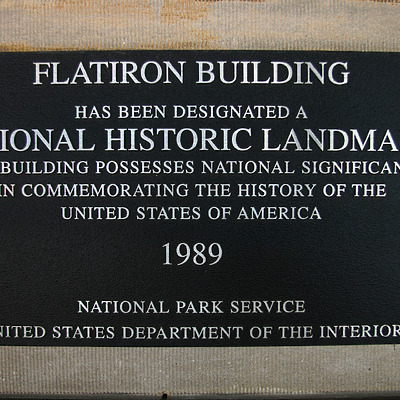 FLATIRON BUILDING
HAS BEEN DESIGNATED A
IONAL HISTORIC LANDMA
BUILDING POSSESSES NATIONAL SIGNIFICAN
IN COMMEMORATING THE HISTORY OF THE
UNITED STATES OF AMERICA
1989
NATIONAL PARK SERVICE
NITED STATES DEPARTMENT OF THE INTERIOR